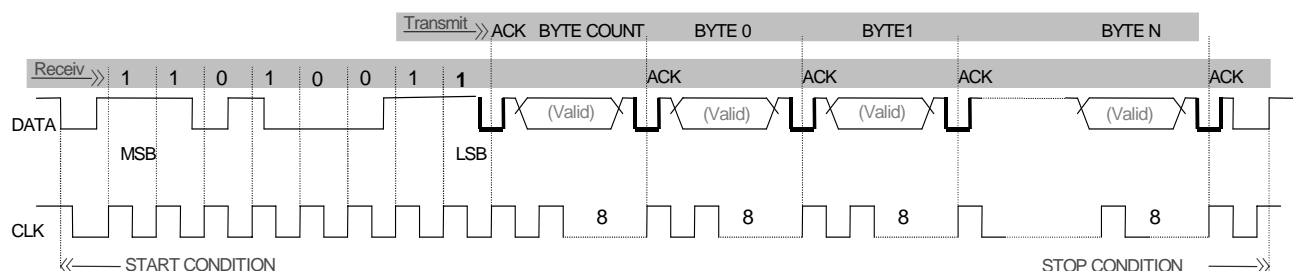 Transmit ACK BYTE COUNT BYTE 0 BYTE1 BYTE N
Receiv 1 1 0 1 0 0 1 1 ACK ACK ACK ACK
DATA (Valid) (Valid) (Valid) (Valid)
MSB LSB
CLK 8 8 8 8
START CONDITION STOP CONDITION